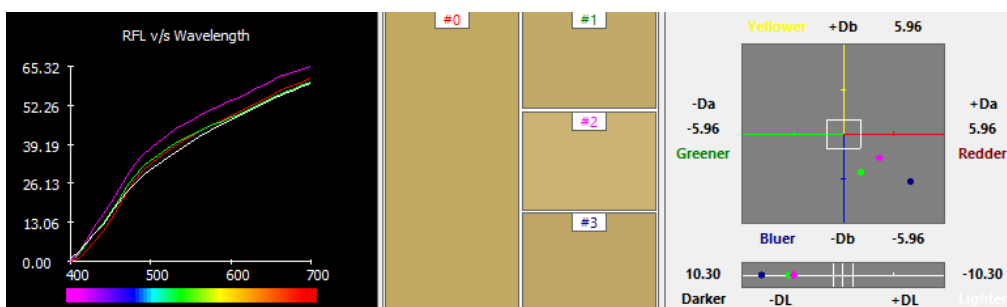 RFL v/s Wavelength
65.32
52.26
39.19
26.13
13.06
0.00
400 500 600 700
#0
#1
#2
#3
Yellower +Db 5.96
-Da +Da
-5.96 5.96
Greener Redder
Bluer -Db -5.96
10.30 -10.30
Darker -DL +DL Lighter